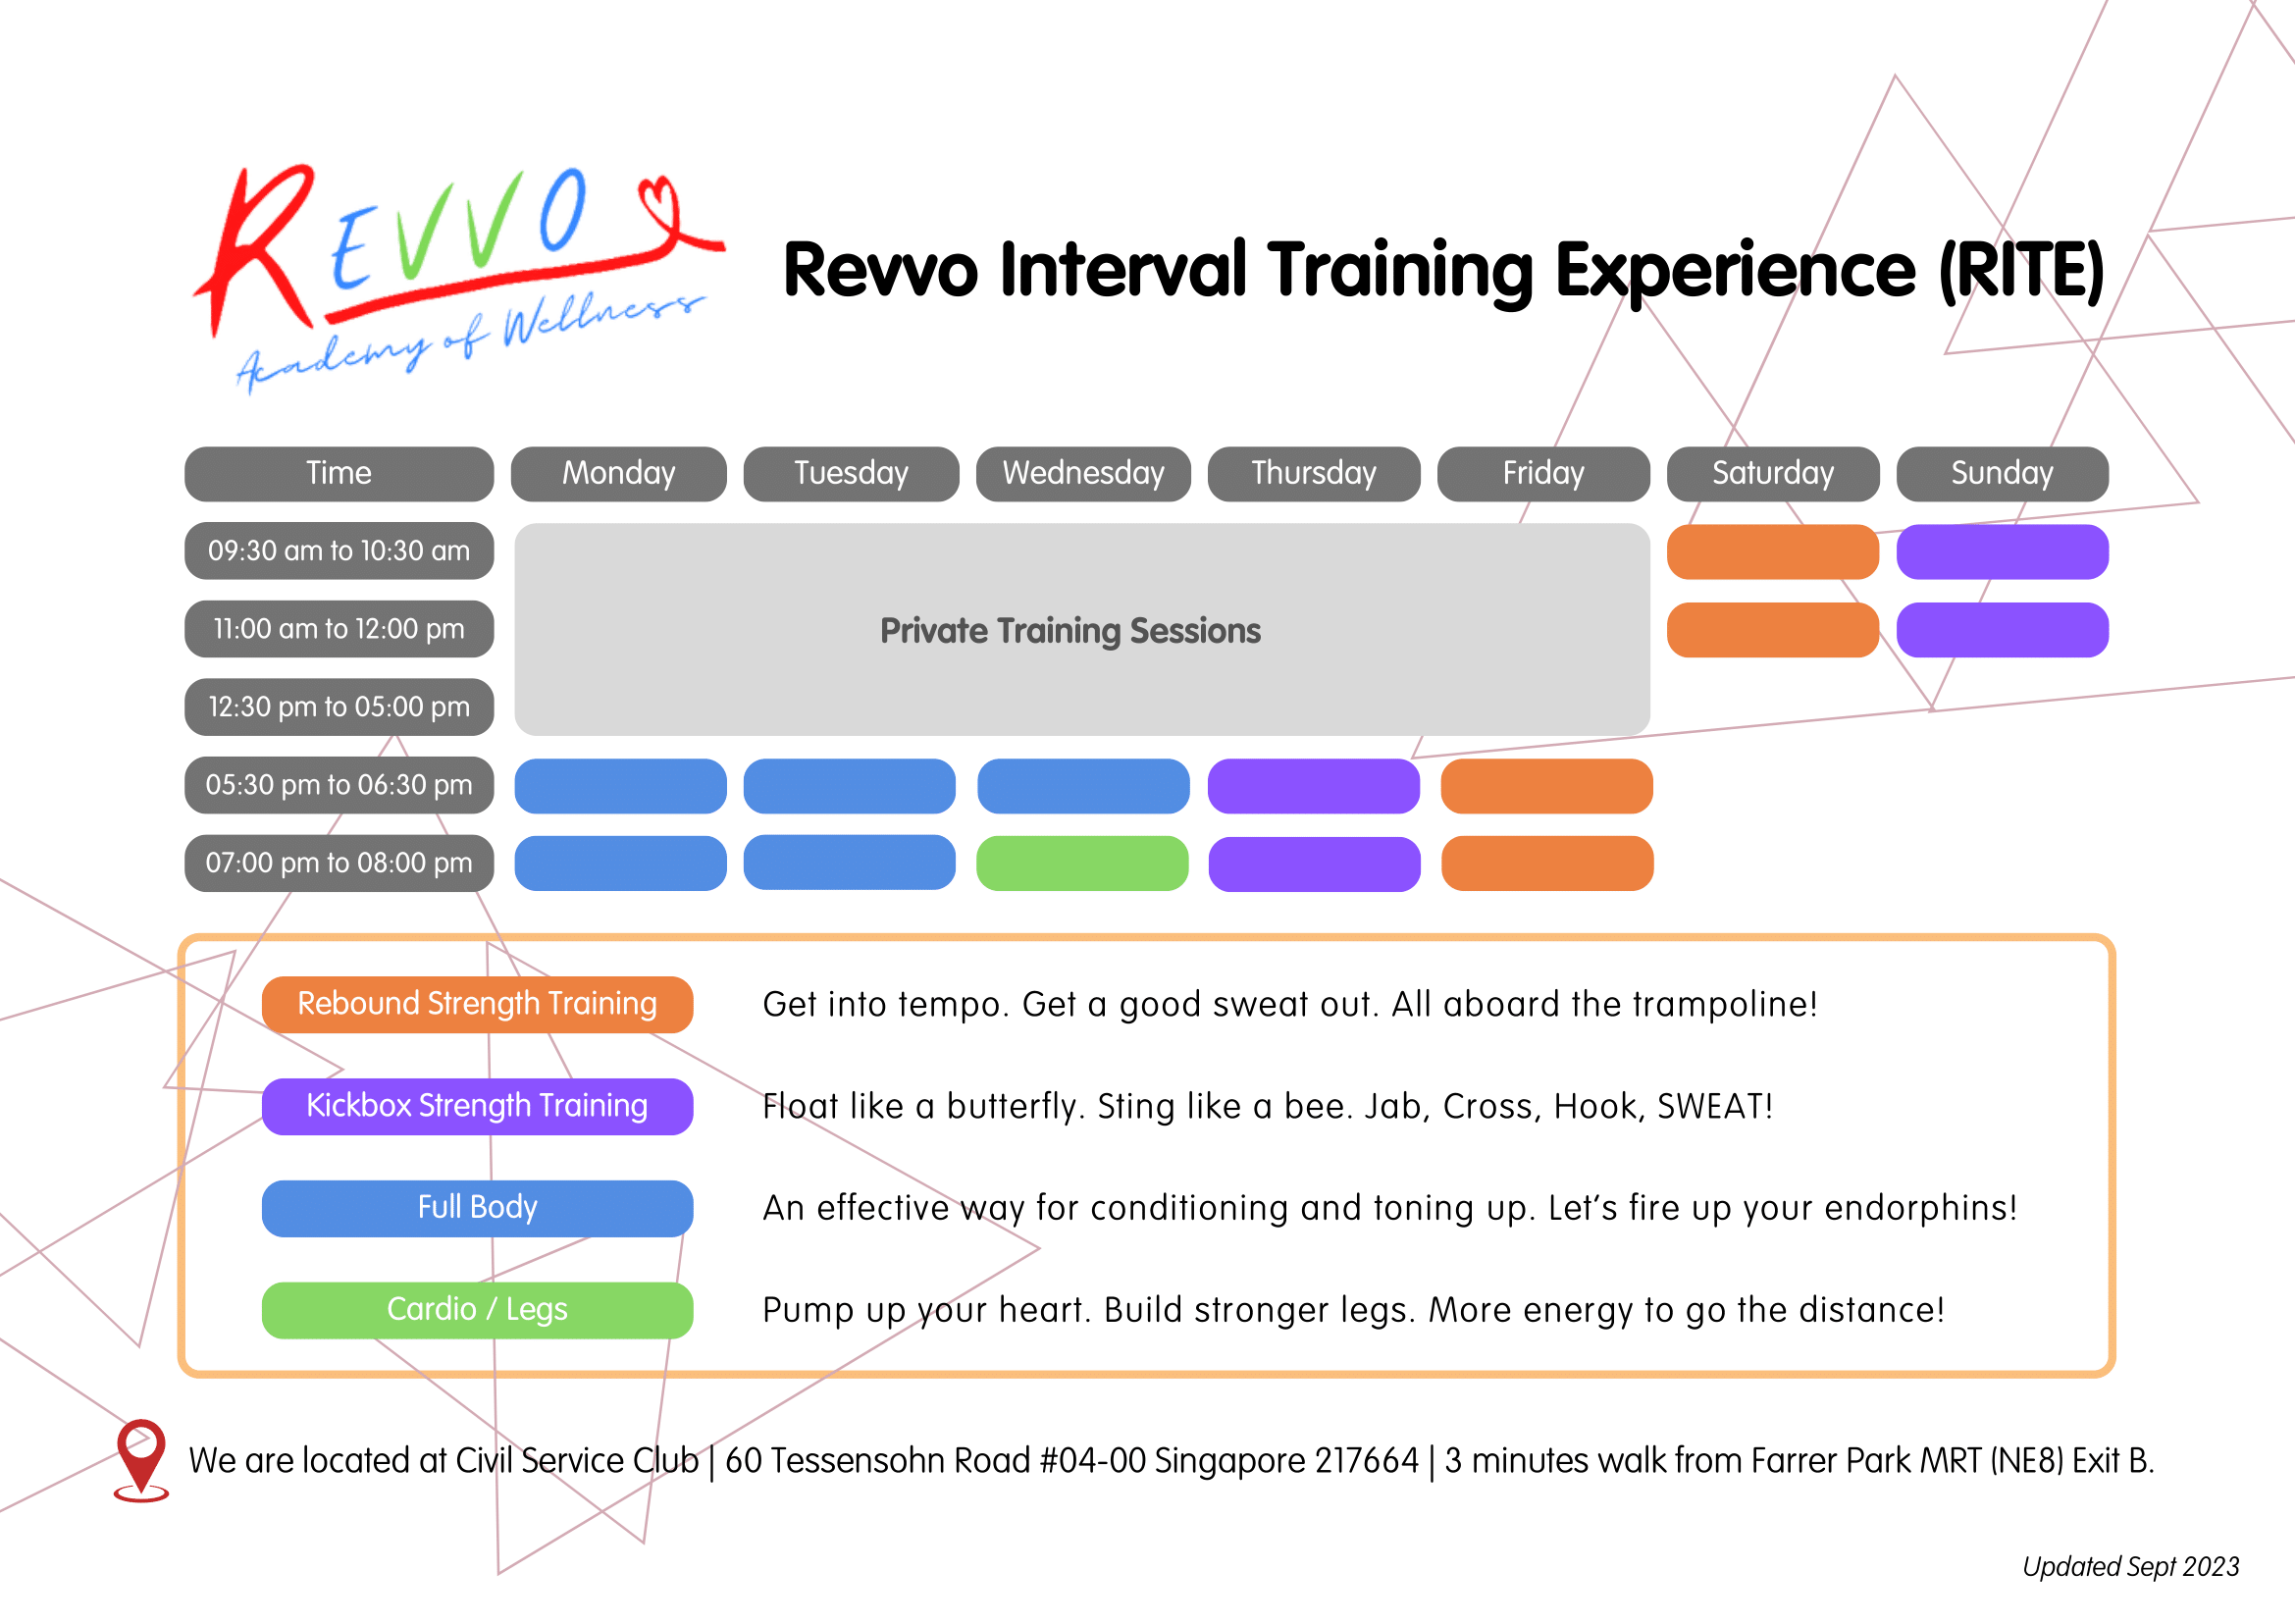 REVVO
Academy of Wellness
Revvo Interval Training Experience (RITE)
Time Monday Tuesday Wednesday Thursday Friday Saturday Sunday
09:30 am to 10:30 am
11:00 am to 12:00 pm
Private Training Sessions
12:30 pm to 05:00 pm
05:30 pm to 06:30 pm
07:00 pm to 08:00 pm
Rebound Strength Training Get into tempo. Get a good sweat out. All aboard the trampoline!
Kickbox Strength Training Float like a butterfly. Sting like a bee. Jab, Cross, Hook, SWEAT!
Full Body An effective way for conditioning and toning up. Let's fire up your endorphins!
Cardio / Legs Pump up your heart. Build stronger legs. More energy to go the distance!
We are located at Civil Service Club | 60 Tessensohn Road #04-00 Singapore 217664 | 3 minutes walk from Farrer Park MRT (NE8) Exit B.
Updated Sept 2023